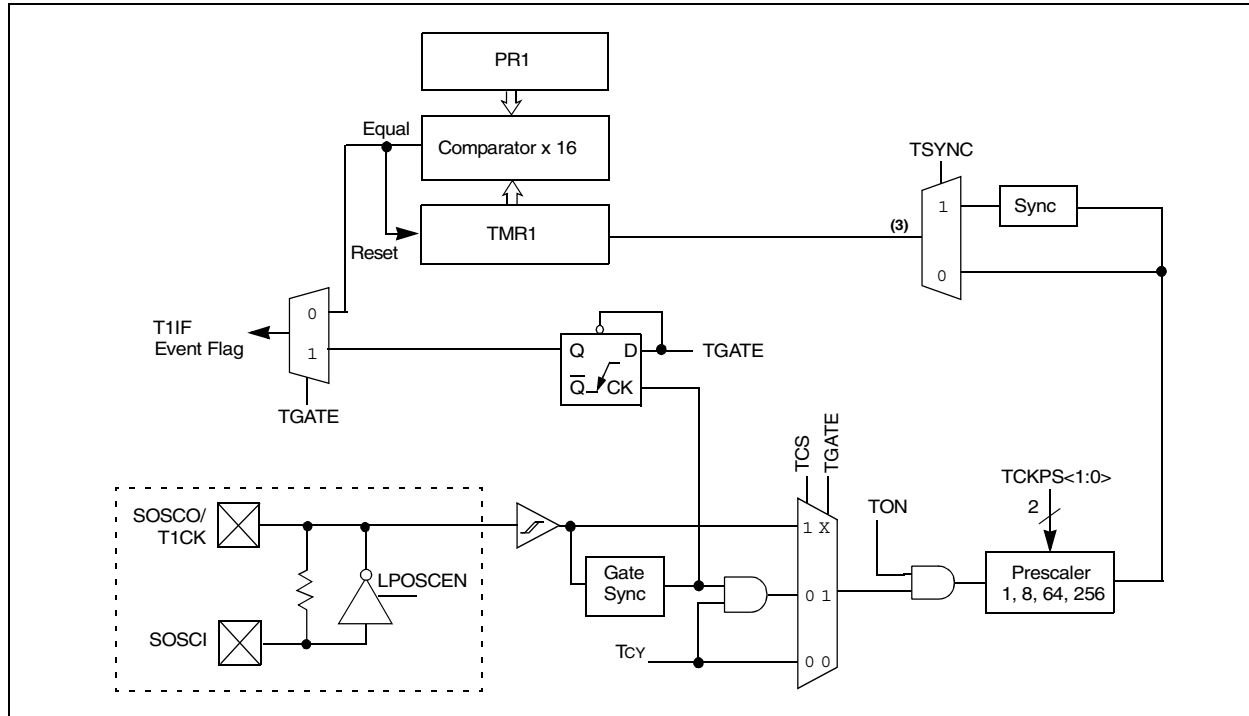 PR1
Equal
Comparator x 16
TSYNC
1
Sync
(3)
TMR1
Reset
0
0
T1IF
Event Flag
1
Q
D
TGATE
Q̅
CK
TGATE
TCS
TGATE
TCKPS<1:0>
2
SOSCO/
T1CK
TON
1 X
LPOSCEN
Gate
Sync
Prescaler
1, 8, 64, 256
0 1
SOSCI
TCY
0 0